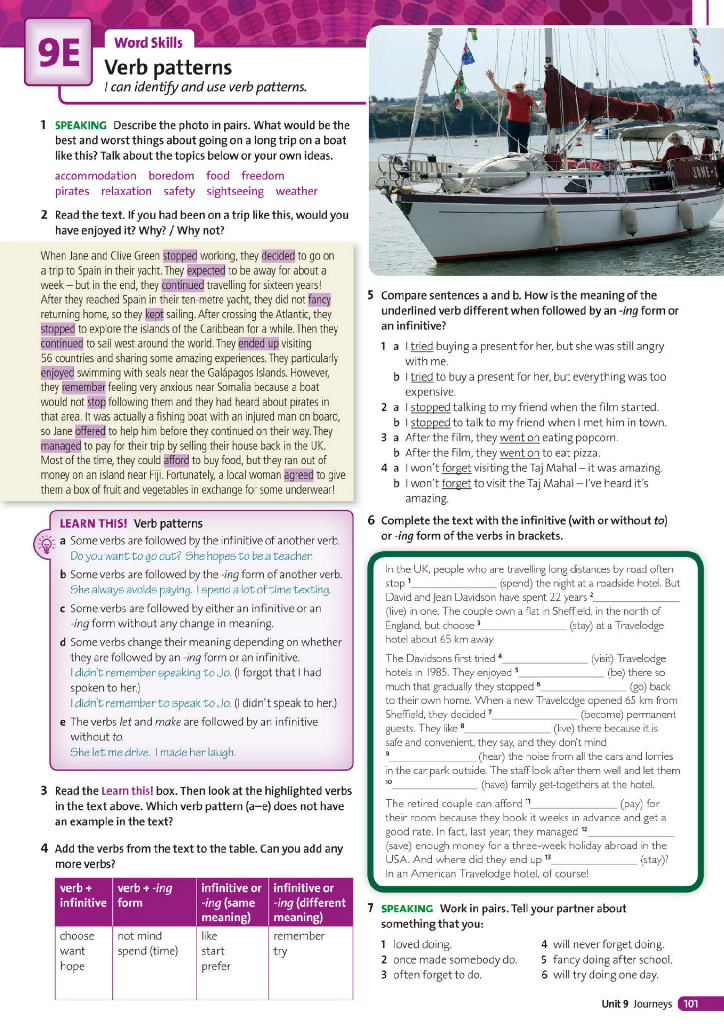 9E
Word Skills
Verb patterns
I can identify and use verb patterns.
1 SPEAKING Describe the photo in pairs. What would be the
best and worst things about going on a long trip on a boat
like this? Talk about the topics below or your own ideas.
accommodation boredom food freedom
pirates relaxation safety sightseeing weather
2 Read the text. If you had been on a trip like this, would you
have enjoyed it? Why? / Why not?
When Jane and Clive Green stopped working, they decided to go on
a trip to Spain in their yacht. They expected to be away for about a
week – but in the end, they continued travelling for sixteen years!
After they reached Spain in their ten-metre yacht, they did not fancy
returning home, so they kept sailing. After crossing the Atlantic, they
stopped to explore the islands of the Caribbean for a while. Then they
continued to sail west around the world. They ended up visiting
56 countries and sharing some amazing experiences. They particularly
enjoyed swimming with seals near the Galápagos Islands. However,
they remember feeling very anxious near Somalia because a boat
would not stop following them and they had heard about pirates in
that area. It was actually a fishing boat with an injured man on board,
so Jane offered to help him before they continued on their way. They
managed to pay for their trip by selling their house back in the UK.
Most of the time, they could afford to buy food, but they ran out of
money on an island near Fiji. Fortunately, a local woman agreed to give
them a box of fruit and vegetables in exchange for some underwear!
LEARN THIS! Verb patterns
a Some verbs are followed by the infinitive of another verb.
Do you want to go out? She hopes to be a teacher.
b Some verbs are followed by the -ing form of another verb.
She always avoids paying. I spend a lot of time texting.
c Some verbs are followed by either an infinitive or an
-ing form without any change in meaning.
d Some verbs change their meaning depending on whether
they are followed by an -ing form or an infinitive.
I didn't remember speaking to Jo. (I forgot that I had
spoken to her.)
I didn't remember to speak to Jo. (I didn't speak to her.)
e The verbs let and make are followed by an infinitive
without to.
She let me drive. I made her laugh.
3 Read the Learn this! box. Then look at the highlighted verbs
in the text above. Which verb pattern (a–e) does not have
an example in the text?
4 Add the verbs from the text to the table. Can you add any
more verbs?
verb + infinitive
verb + -ing form
infinitive or -ing (same meaning)
infinitive or -ing (different meaning)
choose not mind like remember
want spend (time) start try
hope prefer
5 Compare sentences a and b. How is the meaning of the
underlined verb different when followed by an -ing form or
an infinitive?
1 a I tried buying a present for her, but she was still angry
with me.
b I tried to buy a present for her, but everything was too
expensive.
2 a I stopped talking to my friend when the film started.
b I stopped to talk to my friend when I met him in town.
3 a After the film, they went on eating popcorn.
b After the film, they went on to eat pizza.
4 a I won't forget visiting the Taj Mahal – it was amazing.
b I won't forget to visit the Taj Mahal – I've heard it's
amazing.
6 Complete the text with the infinitive (with or without to)
or -ing form of the verbs in brackets.
In the UK, people who are travelling long distances by road often
stop 1____________ (spend) the night at a roadside hotel. But
David and Jean Davidson have spent 22 years 2____________
(live) in one. The couple own a flat in Sheffield, in the north of
England, but choose 3____________ (stay) at a Travelodge
hotel about 65 km away.
The Davidsons first tried 4____________ (visit) Travelodge
hotels in 1985. They enjoyed 5____________ (be) there so
much that gradually they stopped 6____________ (go) back
to their own home. When a new Travelodge opened 65 km from
Sheffield, they decided 7____________ (become) permanent
guests. They like 8____________ (live) there because it is
safe and convenient, they say, and they don't mind
9____________ (hear) the noise from all the cars and lorries
in the car park outside. The staff look after them well and let them
10____________ (have) family get-togethers at the hotel.
The retired couple can afford 11____________ (pay) for
their room because they book it weeks in advance and get a
good rate. In fact, last year, they managed 12____________
(save) enough money for a three-week holiday abroad in the
USA. And where did they end up 13____________ (stay)?
In an American Travelodge hotel, of course!
7 SPEAKING Work in pairs. Tell your partner about
something that you:
1 loved doing.
2 once made somebody do.
3 often forget to do.
4 will never forget doing.
5 fancy doing after school.
6 will try doing one day.
Unit 9 Journeys 101